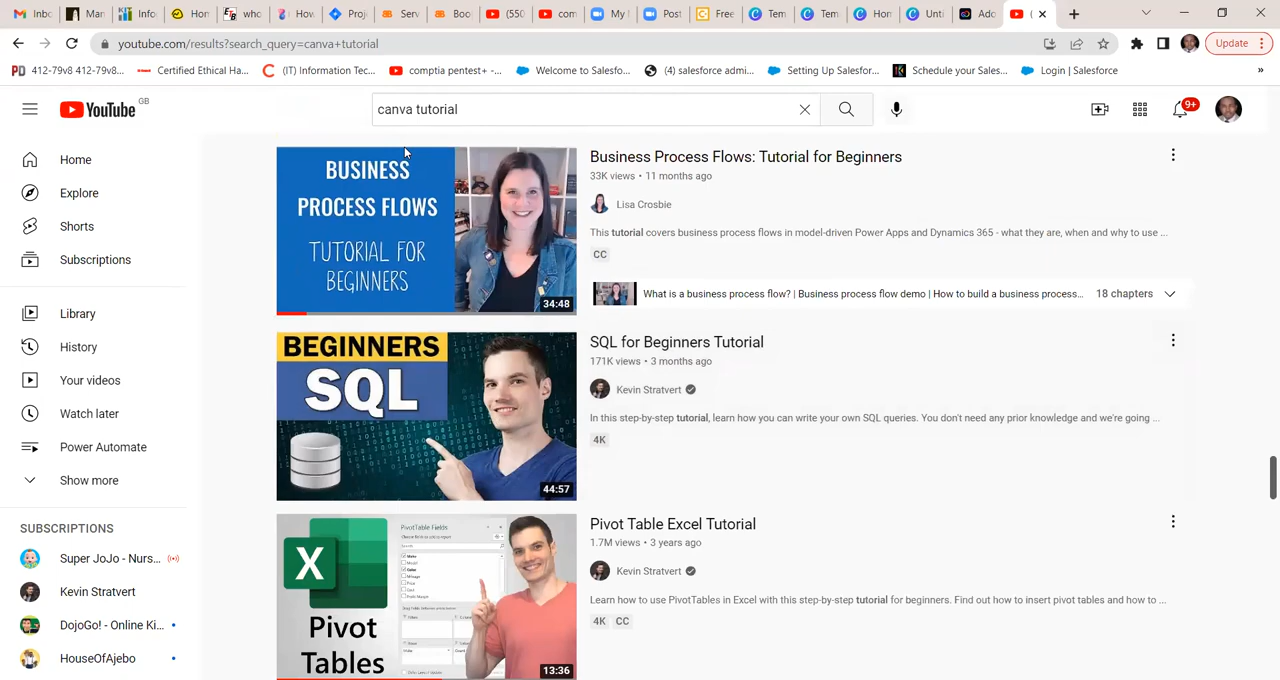 Inbo
Man
Info
Hon
who
How
Proj
Serv
Boo
(550
com
My
Post
Free
Tem
Tem
Hon
Unti
Ado
(
youtube.com/results?search_query=canva+tutorial
Update
412-79v8 412-79v8...
Certified Ethical Ha...
(IT) Information Tec...
comptia pentest+ -...
Welcome to Salesfo...
(4) salesforce admi...
Setting Up Salesfor...
Schedule your Sales...
Login | Salesforce
»
YouTube GB
canva tutorial
9+
Home
Explore
Shorts
Subscriptions
Library
History
Your videos
Watch later
Power Automate
Show more
SUBSCRIPTIONS
Super JoJo - Nurs...
Kevin Stratvert
DojoGo! - Online Ki...
HouseOfAjebo
BUSINESS
PROCESS FLOWS
TUTORIAL FOR
BEGINNERS
34:48
Business Process Flows: Tutorial for Beginners
33K views • 11 months ago
Lisa Crosbie
This tutorial covers business process flows in model-driven Power Apps and Dynamics 365 - what they are, when and why to use ...
CC
What is a business process flow? | Business process flow demo | How to build a business process...
18 chapters
BEGINNERS
SQL
44:57
SQL for Beginners Tutorial
171K views • 3 months ago
Kevin Stratvert
In this step-by-step tutorial, learn how you can write your own SQL queries. You don't need any prior knowledge and we're going ...
4K
X
PivotTable Fields
Pivot
Tables
13:36
Pivot Table Excel Tutorial
1.7M views • 3 years ago
Kevin Stratvert
Learn how to use PivotTables in Excel with this step-by-step tutorial for beginners. Find out how to insert pivot tables and how to ...
4K CC